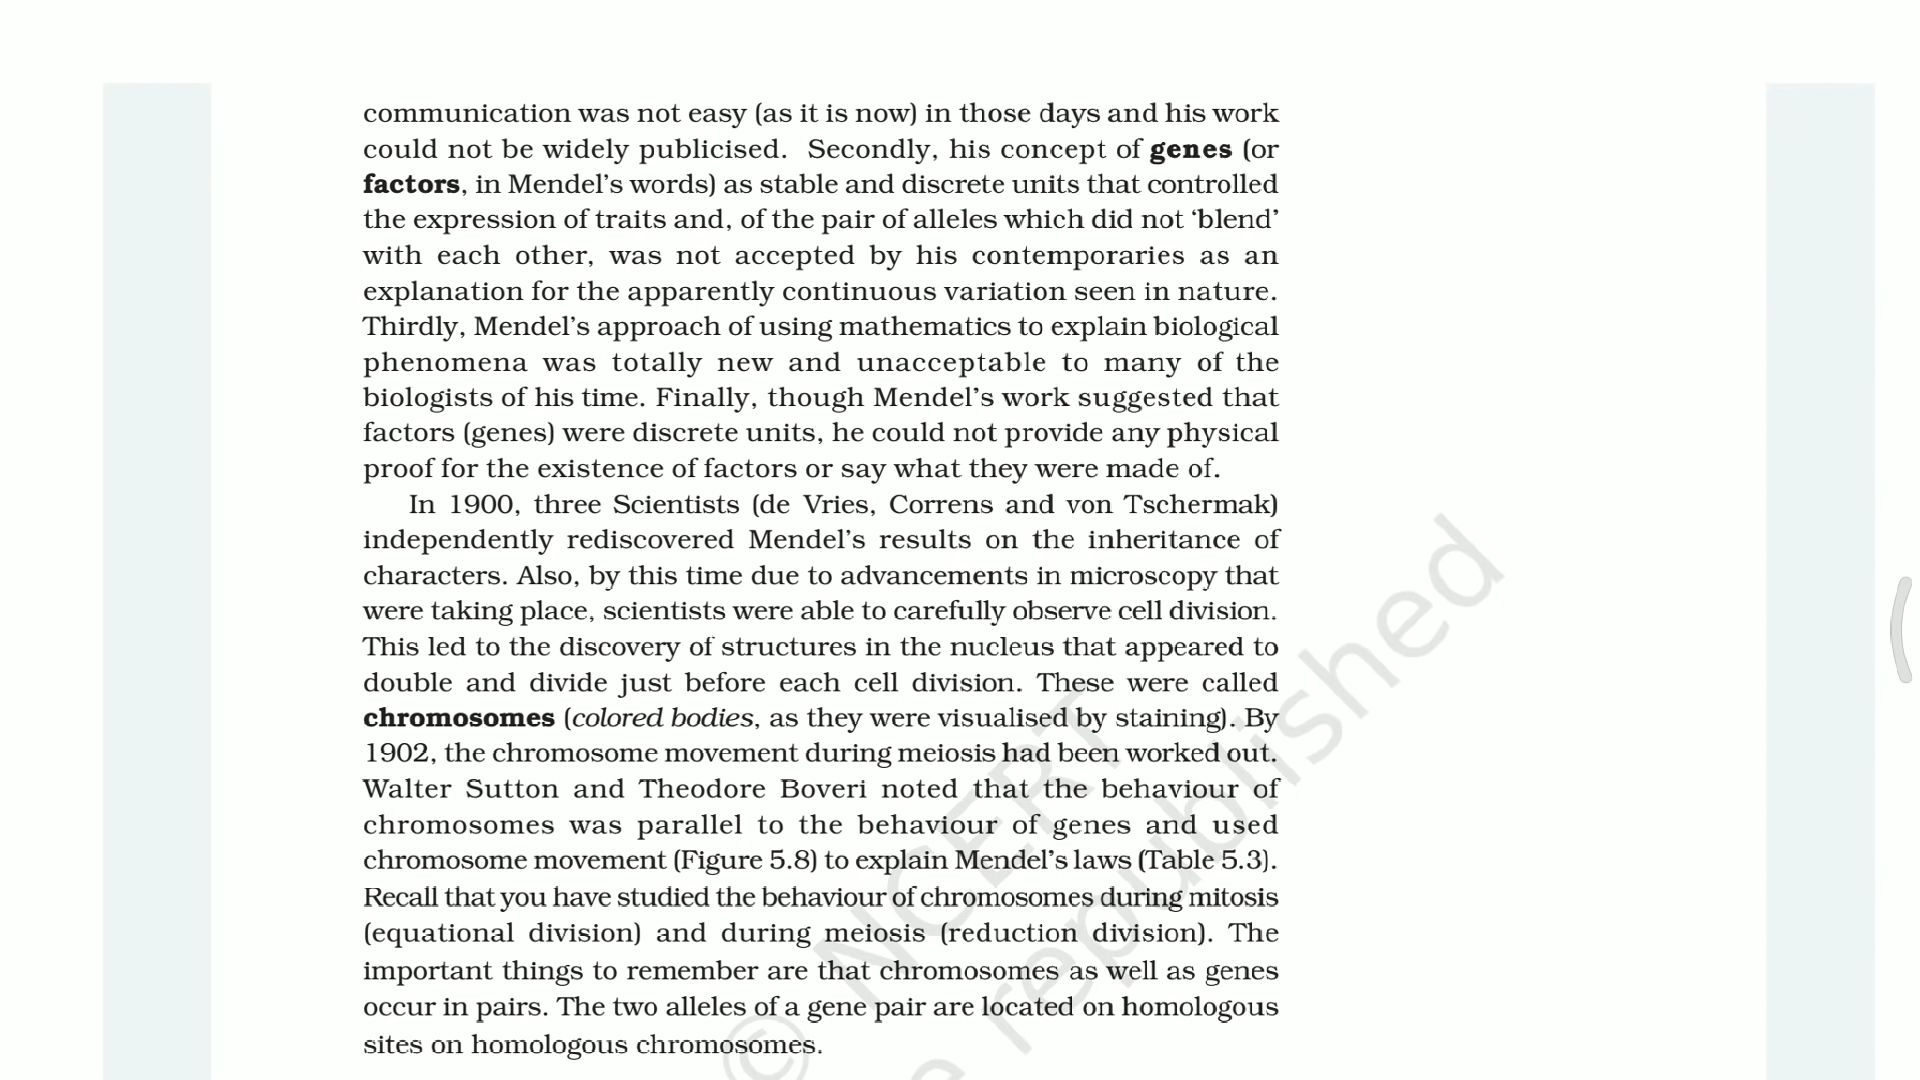 communication was not easy (as it is now) in those days and his work
could not be widely publicised.  Secondly, his concept of genes (or
factors, in Mendel’s words) as stable and discrete units that controlled
the expression of traits and, of the pair of alleles which did not ‘blend’
with each other, was not accepted by his contemporaries as an
explanation for the apparently continuous variation seen in nature.
Thirdly, Mendel’s approach of using mathematics to explain biological
phenomena was totally new and unacceptable to many of the
biologists of his time. Finally, though Mendel’s work suggested that
factors (genes) were discrete units, he could not provide any physical
proof for the existence of factors or say what they were made of.
In 1900, three Scientists (de Vries, Correns and von Tschermak)
independently rediscovered Mendel’s results on the inheritance of
characters. Also, by this time due to advancements in microscopy that
were taking place, scientists were able to carefully observe cell division.
This led to the discovery of structures in the nucleus that appeared to
double and divide just before each cell division. These were called
chromosomes (colored bodies, as they were visualised by staining). By
1902, the chromosome movement during meiosis had been worked out.
Walter Sutton and Theodore Boveri noted that the behaviour of
chromosomes was parallel to the behaviour of genes and used
chromosome movement (Figure 5.8) to explain Mendel’s laws (Table 5.3).
Recall that you have studied the behaviour of chromosomes during mitosis
(equational division) and during meiosis (reduction division). The
important things to remember are that chromosomes as well as genes
occur in pairs. The two alleles of a gene pair are located on homologous
sites on homologous chromosomes.
© NCERT
republished